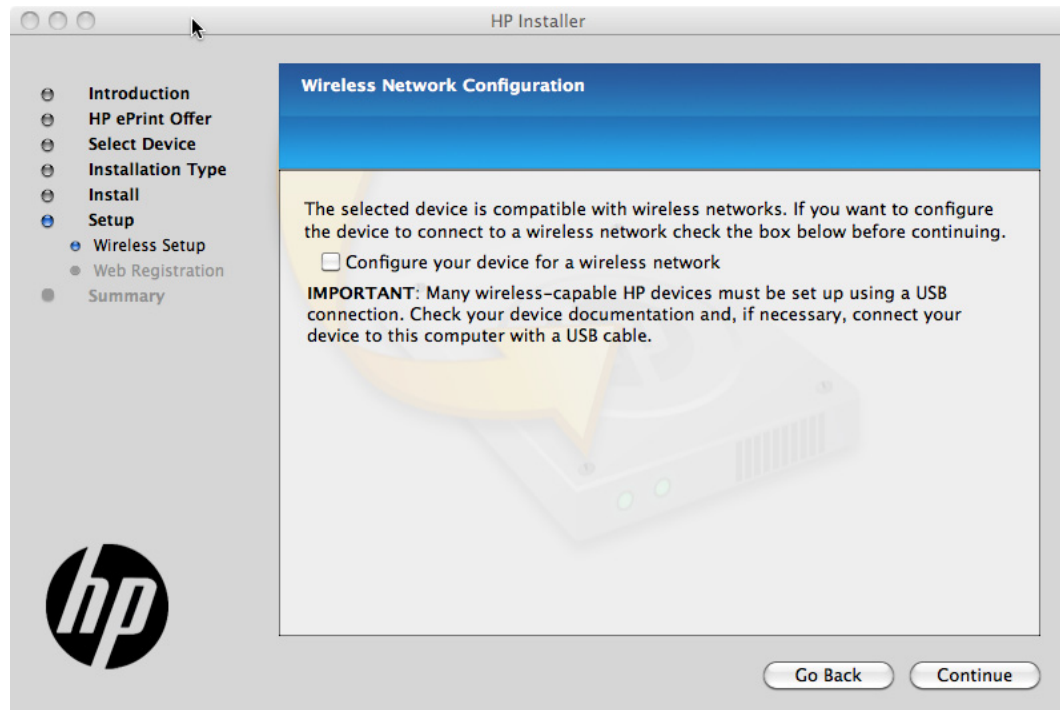 HP Installer
Introduction
HP ePrint Offer
Select Device
Installation Type
Install
Setup
Wireless Setup
Web Registration
Summary
Wireless Network Configuration
The selected device is compatible with wireless networks. If you want to configure
the device to connect to a wireless network check the box below before continuing.
Configure your device for a wireless network
IMPORTANT: Many wireless-capable HP devices must be set up using a USB
connection. Check your device documentation and, if necessary, connect your
device to this computer with a USB cable.
hp
Go Back
Continue